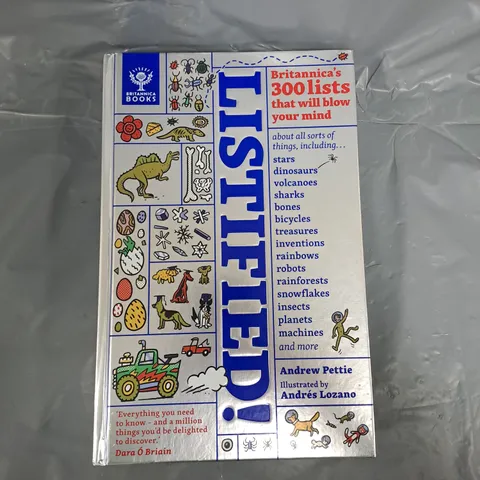 BRITANNICA
BOOKS
LISTIFIED!
Britannica's
300 lists
that will blow
your mind
about all sorts of
things, including...
stars
dinosaurs
volcanoes
sharks
bones
bicycles
treasures
inventions
rainbows
robots
rainforests
snowflakes
insects
planets
machines
and more
Andrew Pettie
Illustrated by
Andrés Lozano
'Everything you need
to know – and a million
things you'd be delighted
to discover.'
Dara Ó Briain